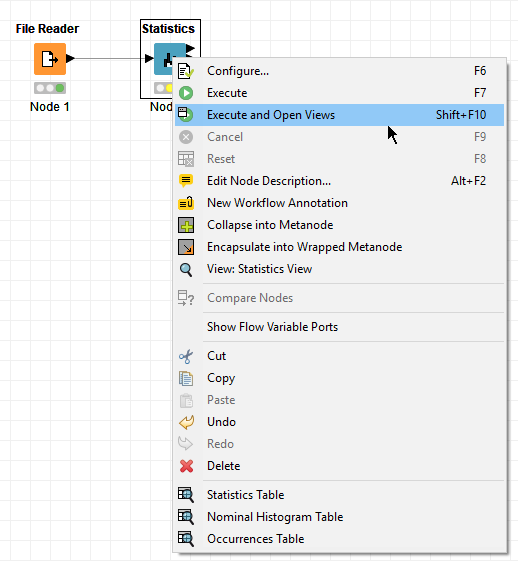 File Reader
Statistics
Node 1
Nod
Configure... F6
Execute F7
Execute and Open Views Shift+F10
Cancel F9
Reset F8
Edit Node Description... Alt+F2
New Workflow Annotation
Collapse into Metanode
Encapsulate into Wrapped Metanode
View: Statistics View
Compare Nodes
Show Flow Variable Ports
Cut
Copy
Paste
Undo
Redo
Delete
Statistics Table
Nominal Histogram Table
Occurrences Table